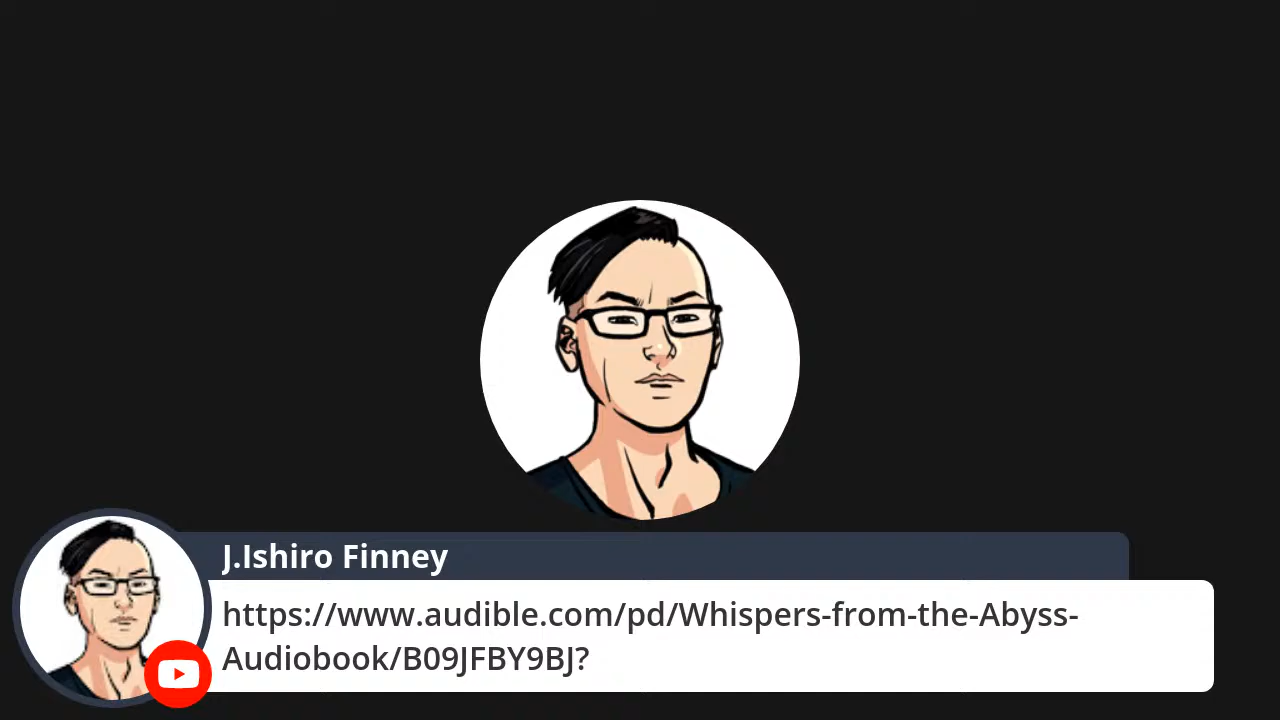 J.Ishiro Finney
https://www.audible.com/pd/Whispers-from-the-Abyss-
Audiobook/B09JFBY9BJ?